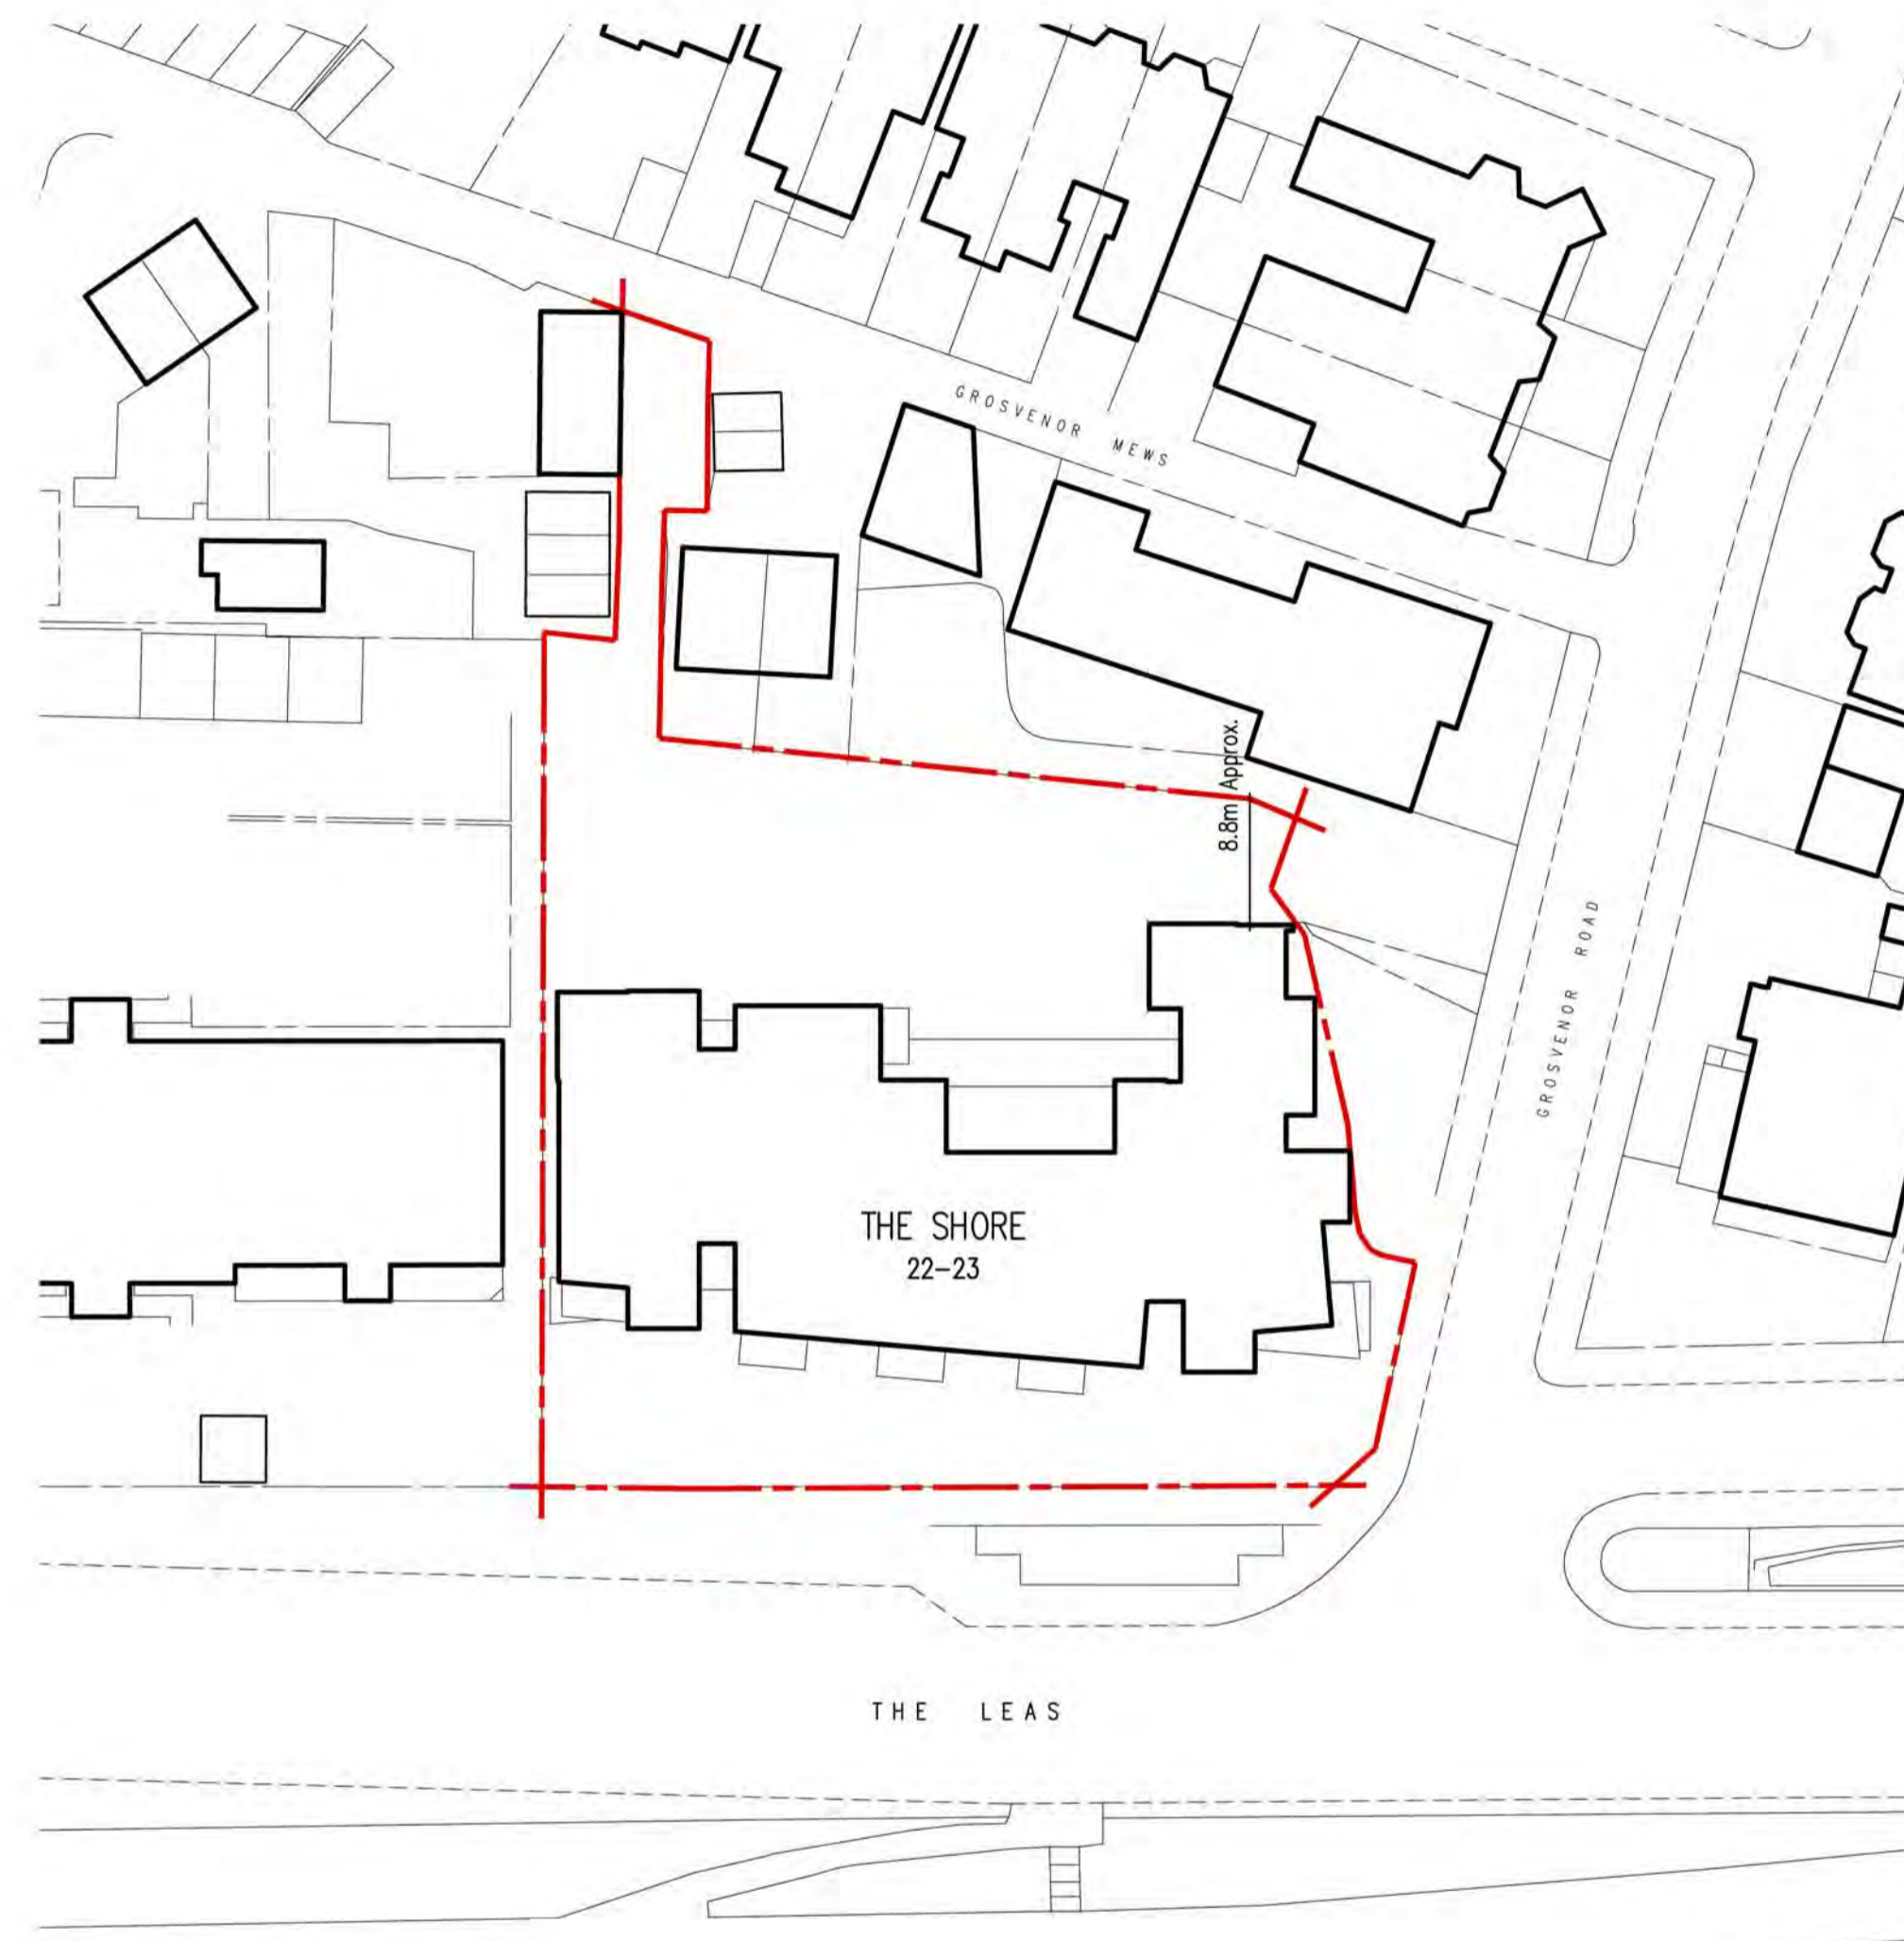 GROSVENOR MEWS
8.8m Approx.
GROSVENOR ROAD
THE SHORE
22-23
THE LEAS